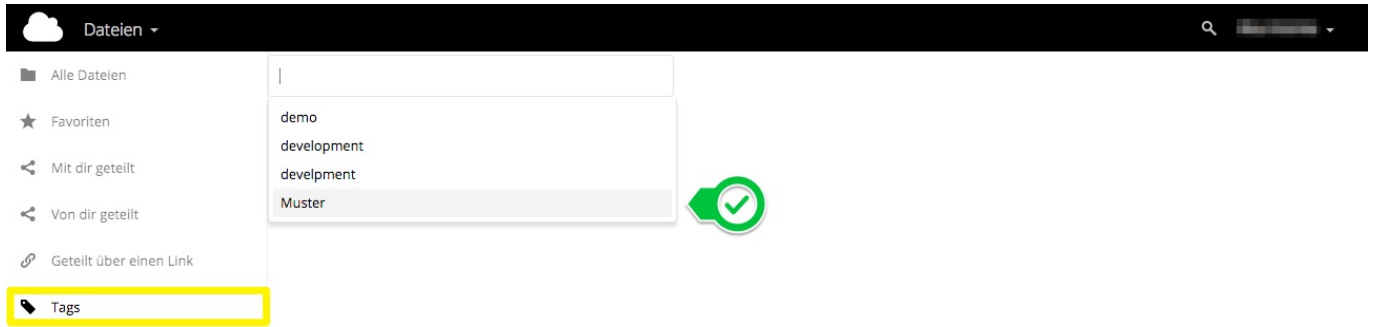 Dateien
Alle Dateien
Favoriten
Mit dir geteilt
Von dir geteilt
Geteilt über einen Link
Tags
demo
development
develpment
Muster